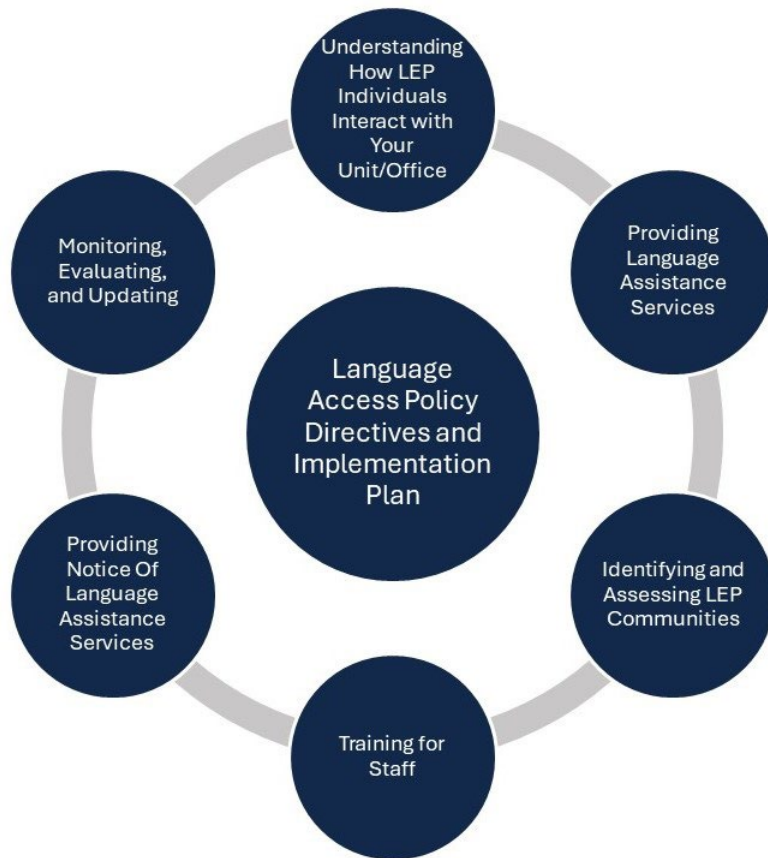 Understanding
How LEP
Individuals
Interact with
Your
Unit/Office
Providing
Language
Assistance
Services
Identifying and
Assessing LEP
Communities
Training for
Staff
Providing
Notice Of
Language
Assistance
Services
Monitoring,
Evaluating,
and Updating
Language
Access Policy
Directives and
Implementation
Plan